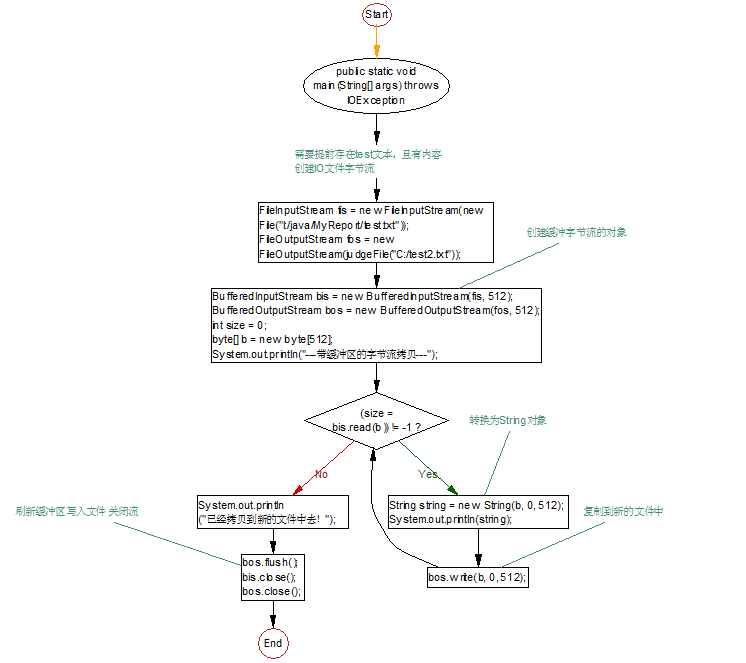 Start
public static void
main (String[] args) throws
IOException
需要提前存在test文本，且有内容
创建IO文件字节流
FileInputStream fis = new FileInputStream(new
File("t/java/MyReport/test.txt"));
FileOutputStream fos = new
FileOutputStream(judgeFile("C:/test2.txt"));
创建缓冲字节流的对象
BufferedInputStream bis = new BufferedInputStream(fis, 512);
BufferedOutputStream bos = new BufferedOutputStream(fos, 512);
int size = 0;
byte[] b = new byte[512];
System.out.println("---带缓冲区的字节流拷贝---");
(size =
bis.read(b)) != -1 ?
转换为String 对象
No
Yes
System.out.println
("已经拷贝到新的文件中去！");
String string = new String(b, 0, 512);
System.out.println(string);
刷新缓冲区 写入文件 关闭流
复制到新的文件中
bos.flush();
bis.close();
bos.close();
bos.write(b, 0, 512);
End